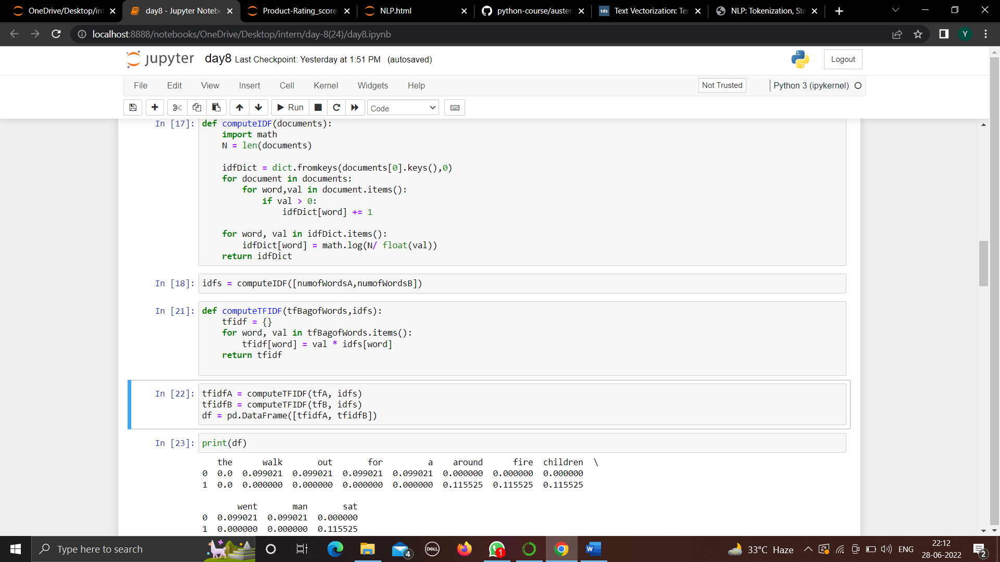 OneDrive/Desktop/int
day8 - Jupyter Notebo
Product-Rating_score.
NLP.html
python-course/austen
tds
Text Vectorization: Ter
NLP: Tokenization, Ste
localhost:8888/notebooks/OneDrive/Desktop/intern/day-8(24)/day8.ipynb
Y
jupyter day8 Last Checkpoint: Yesterday at 1:51 PM (autosaved)
Logout
File Edit View Insert Cell Kernel Widgets Help
Not Trusted
Python 3 (ipykernel)
Run
Code
In [17]: def computeIDF(documents):
    import math
    N = len(documents)
    idfDict = dict.fromkeys(documents[0].keys(),0)
    for document in documents:
        for word,val in document.items():
            if val > 0:
                idfDict[word] += 1
    for word, val in idfDict.items():
        idfDict[word] = math.log(N/ float(val))
    return idfDict
In [18]: idfs = computeIDF([numofWordsA,numofWordsB])
In [21]: def computeTFIDF(tfBagofWords,idfs):
    tfidf = {}
    for word, val in tfBagofWords.items():
        tfidf[word] = val * idfs[word]
    return tfidf
In [22]: tfidfA = computeTFIDF(tfA, idfs)
tfidfB = computeTFIDF(tfB, idfs)
df = pd.DataFrame([tfidfA, tfidfB])
In [23]: print(df)
the walk out for a around fire children \
0 0.0 0.099021 0.099021 0.099021 0.099021 0.000000 0.000000 0.000000
1 0.0 0.000000 0.000000 0.000000 0.000000 0.115525 0.115525 0.115525
went man sat
0 0.099021 0.099021 0.000000
1 0.000000 0.000000 0.115525
Type here to search
4
DELL
1
W
33°C Haze
ENG
22:12
28-06-2022
2